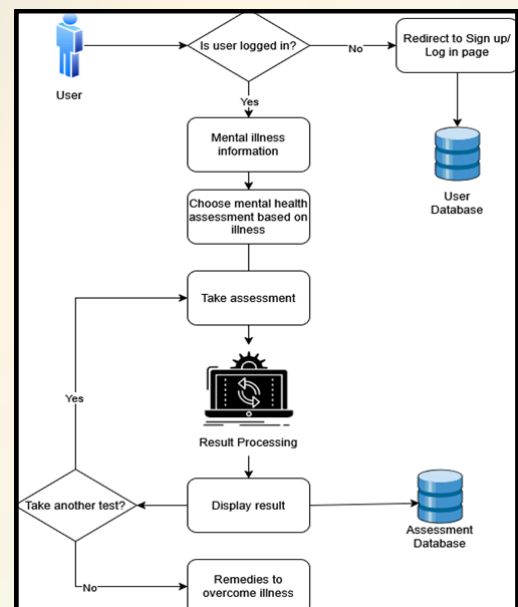 User
Is user logged in?
No
Redirect to Sign up/
Log in page
Yes
User
Database
Mental illness
information
Choose mental health
assessment based on
illness
Take assessment
Result Processing
Yes
Take another test?
Display result
Assessment
Database
No
Remedies to
overcome illness